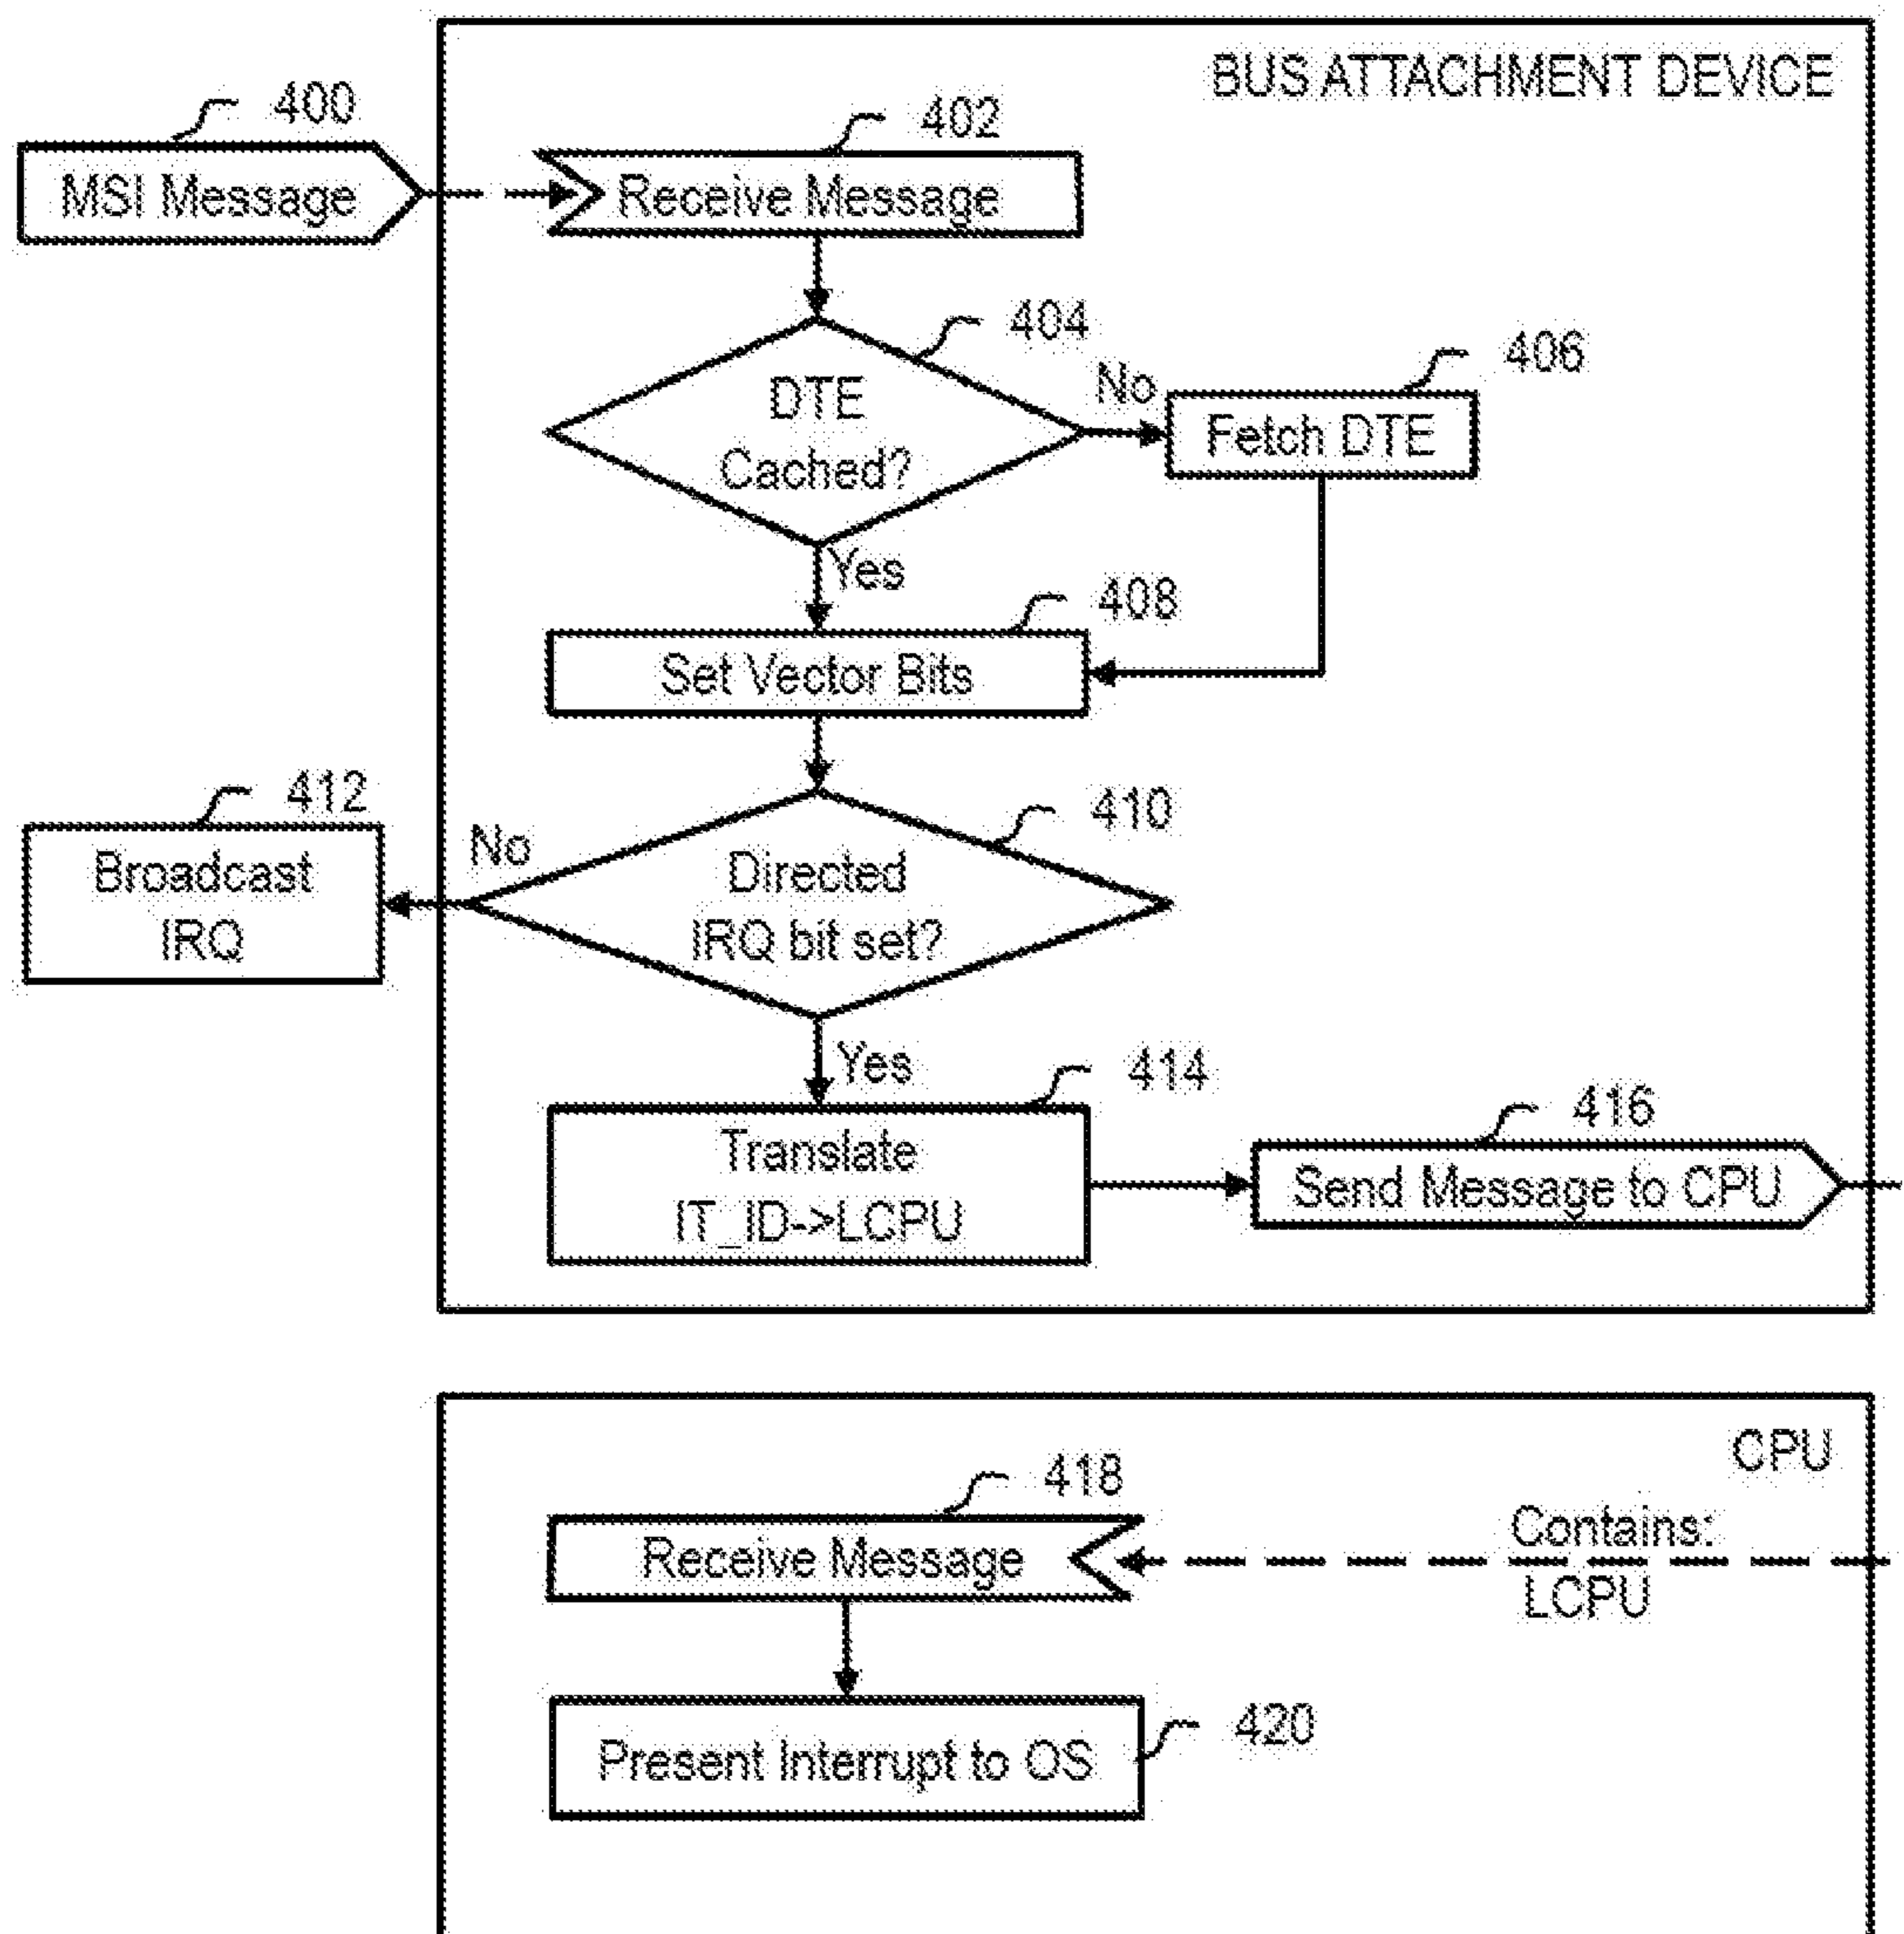 BUS ATTACHMENT DEVICE
400
MSI Message
402
Receive Message
404
DTE
Cached?
No
406
Fetch DTE
Yes
408
Set Vector Bits
410
Directed
IRQ bit set?
No
412
Broadcast
IRQ
Yes
414
Translate
IT_ID->LCPU
416
Send Message to CPU
CPU
418
Receive Message
Contains:
LCPU
420
Present Interrupt to OS